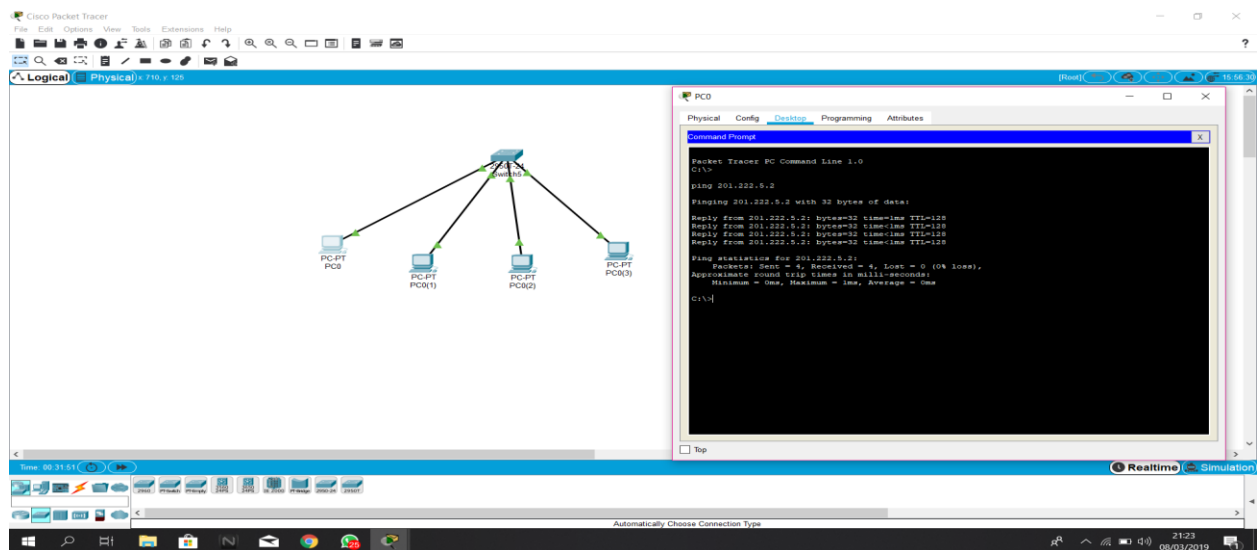 Cisco Packet Tracer
File Edit Options View Tools Extensions Help
?
Logical Physical x: 710, y: 125
[Root] 15:56:30
PC0
Physical Config Desktop Programming Attributes
Command Prompt X
Packet Tracer PC Command Line 1.0
C:\>
ping 201.222.5.2
Pinging 201.222.5.2 with 32 bytes of data:
Reply from 201.222.5.2: bytes=32 time=1ms TTL=128
Reply from 201.222.5.2: bytes=32 time<1ms TTL=128
Reply from 201.222.5.2: bytes=32 time<1ms TTL=128
Reply from 201.222.5.2: bytes=32 time<1ms TTL=128
Ping statistics for 201.222.5.2:
Packets: Sent = 4, Received = 4, Lost = 0 (0% loss),
Approximate round trip times in milli-seconds:
Minimum = 0ms, Maximum = 1ms, Average = 0ms
C:\>
Top
Switch5
PC-PT
PC0
PC-PT
PC0(1)
PC-PT
PC0(2)
PC-PT
PC0(3)
Time: 00:31:51
Realtime Simulation
Automatically Choose Connection Type
25
21:23
08/03/2019